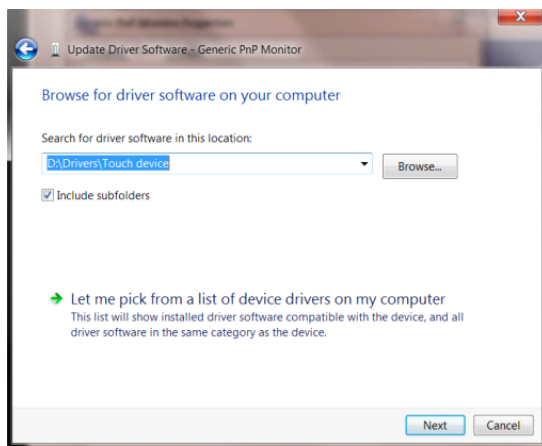 Update Driver Software - Generic PnP Monitor
Browse for driver software on your computer
Search for driver software in this location:
D:\Drivers\Touch device
Browse...
Include subfolders
Let me pick from a list of device drivers on my computer
This list will show installed driver software compatible with the device, and all
driver software in the same category as the device.
Next
Cancel